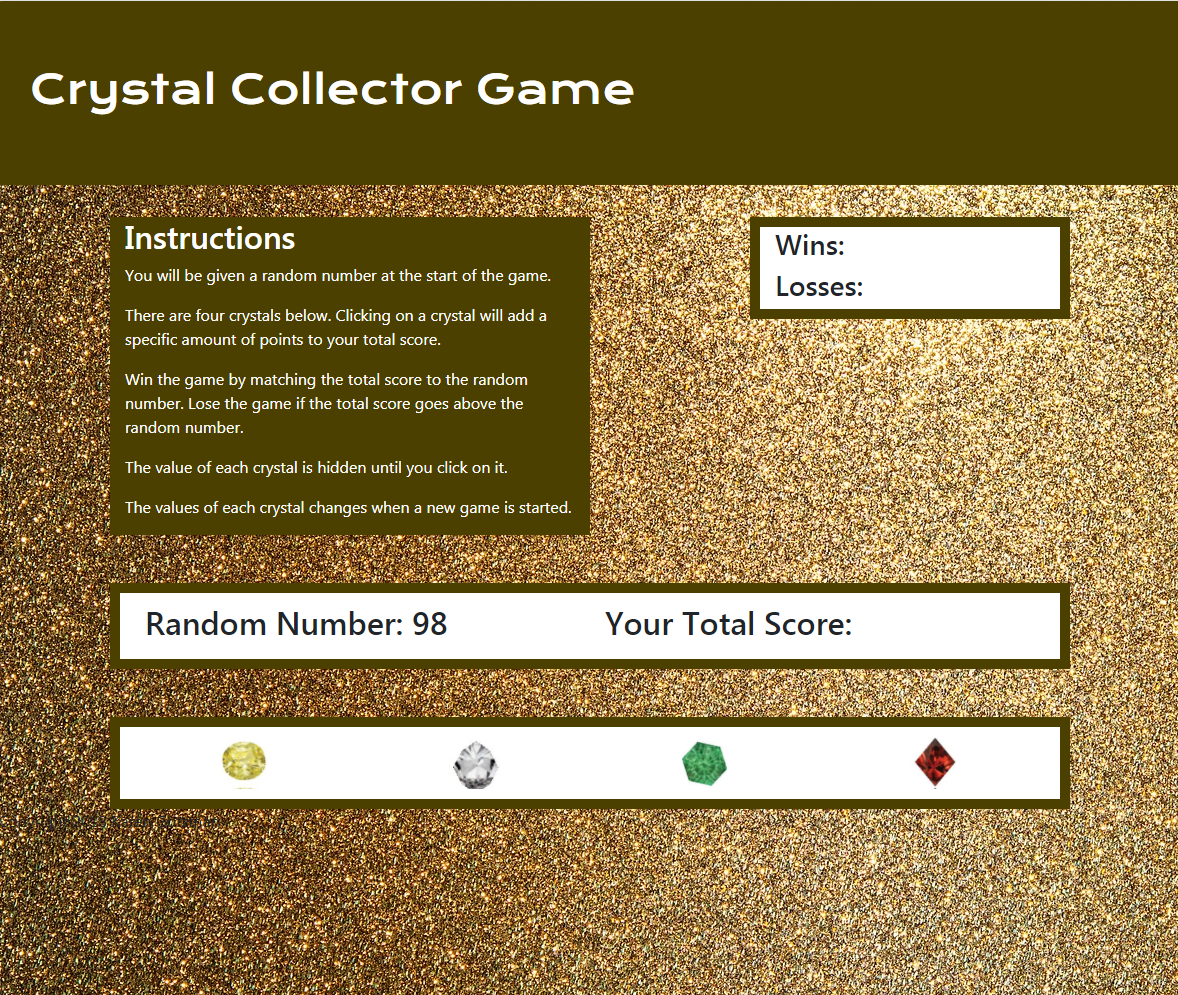 Crystal Collector Game
Instructions
You will be given a random number at the start of the game.
There are four crystals below. Clicking on a crystal will add a
specific amount of points to your total score.
Win the game by matching the total score to the random
number. Lose the game if the total score goes above the
random number.
The value of each crystal is hidden until you click on it.
The values of each crystal changes when a new game is started.
Wins:
Losses:
Random Number: 98
Your Total Score: